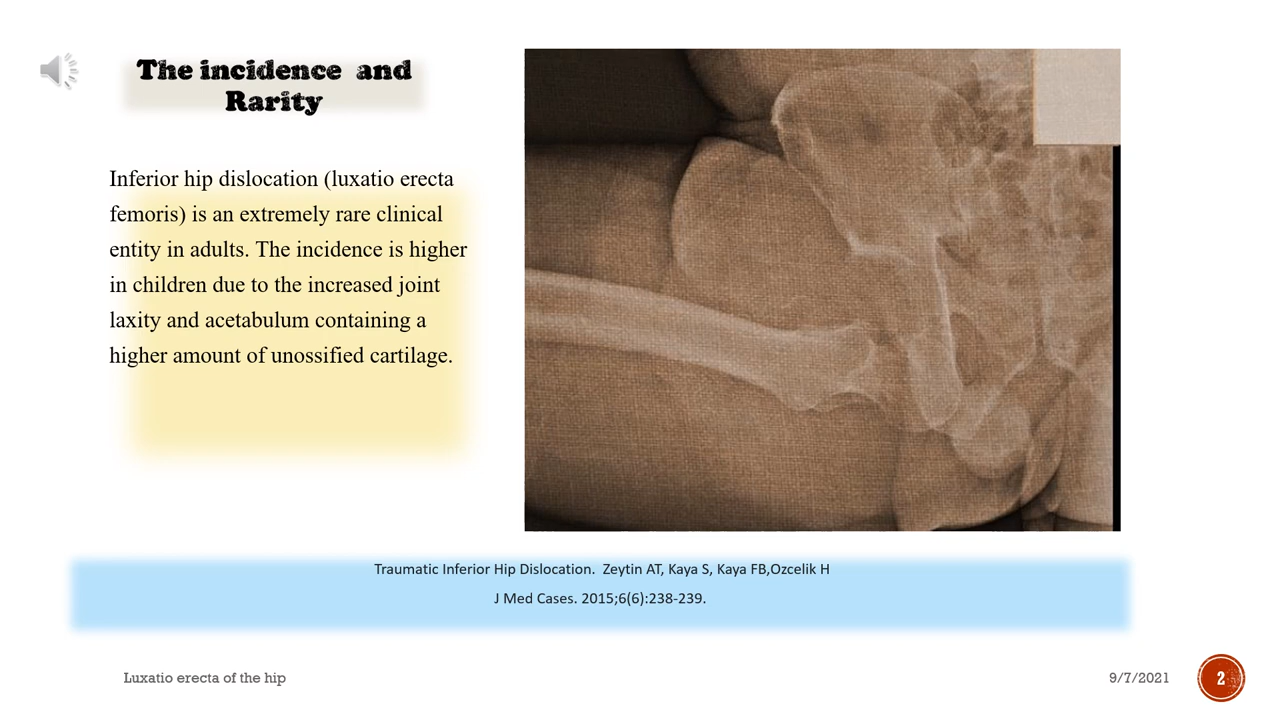 The incidence and
Rarity
Inferior hip dislocation (luxatio erecta
femoris) is an extremely rare clinical
entity in adults. The incidence is higher
in children due to the increased joint
laxity and acetabulum containing a
higher amount of unossified cartilage.
Traumatic Inferior Hip Dislocation. Zeytin AT, Kaya S, Kaya FB,Ozcelik H
J Med Cases. 2015;6(6):238-239.
Luxatio erecta of the hip
9/7/2021
2